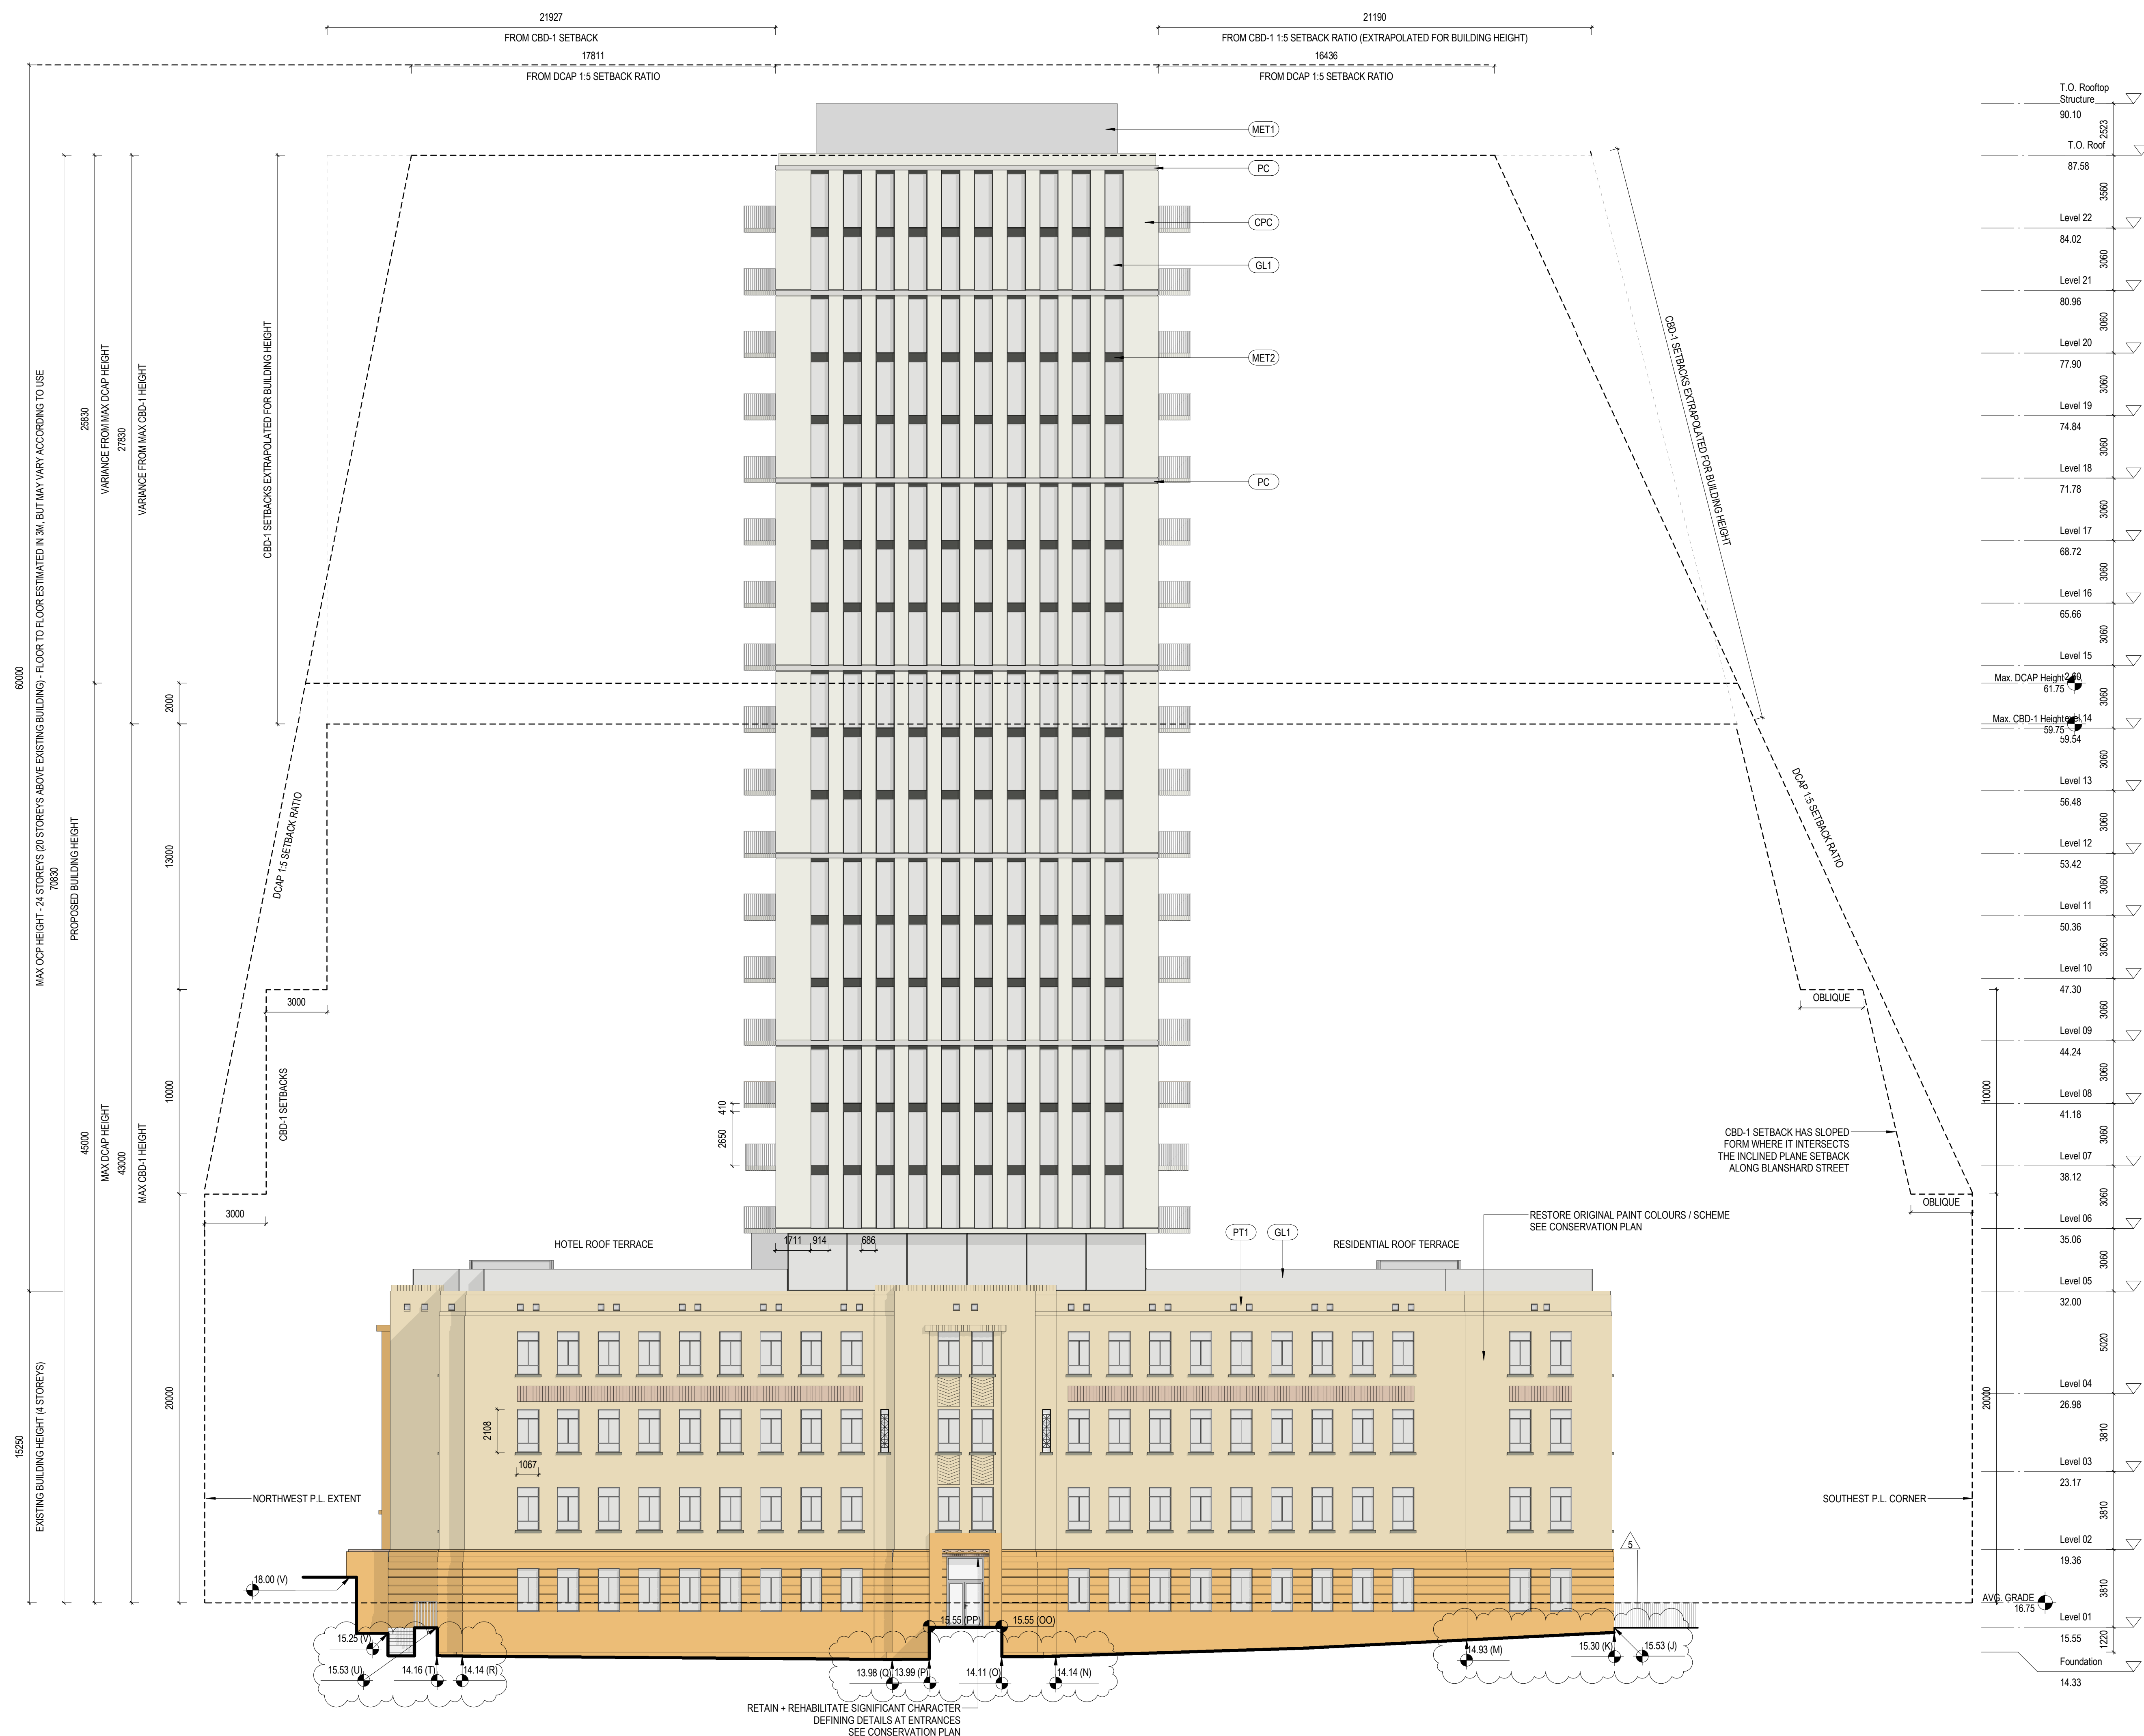 21927
FROM CBD-1 SETBACK
17811
FROM DCAP 1:5 SETBACK RATIO
21190
FROM CBD-1 1:5 SETBACK RATIO (EXTRAPOLATED FOR BUILDING HEIGHT)
16436
FROM DCAP 1:5 SETBACK RATIO
MET1
PC
CPC
GL1
MET2
PC
60000
MAX OCP HEIGHT - 24 STOREYS (20 STOREYS ABOVE EXISTING BUILDING) - FLOOR TO FLOOR ESTIMATED IN 3M, BUT MAY VARY ACCORDING TO USE
70830
PROPOSED BUILDING HEIGHT
25830
VARIANCE FROM MAX DCAP HEIGHT
27830
VARIANCE FROM MAX CBD-1 HEIGHT
CBD-1 SETBACKS EXTRAPOLATED FOR BUILDING HEIGHT
2000
13000
10000
20000
45000
MAX DCAP HEIGHT
43000
MAX CBD-1 HEIGHT
15250
EXISTING BUILDING HEIGHT (4 STOREYS)
DCAP 1:5 SETBACK RATIO
3000
CBD-1 SETBACKS
3000
NORTHWEST P.L. EXTENT
CBD-1 SETBACKS EXTRAPOLATED FOR BUILDING HEIGHT
DCAP 1:5 SETBACK RATIO
OBLIQUE
OBLIQUE
10000
20000
CBD-1 SETBACK HAS SLOPED
FORM WHERE IT INTERSECTS
THE INCLINED PLANE SETBACK
ALONG BLANSHARD STREET
RESTORE ORIGINAL PAINT COLOURS / SCHEME
SEE CONSERVATION PLAN
SOUTHEST P.L. CORNER
410
2650
1711
914
686
HOTEL ROOF TERRACE
PT1
GL1
RESIDENTIAL ROOF TERRACE
2108
1067
5
18.00 (V)
15.25 (V)
15.53 (U)
14.16 (T)
14.14 (R)
13.98 (Q)
13.99 (P)
15.55 (PP)
15.55 (OO)
14.11 (O)
14.14 (N)
14.93 (M)
15.30 (K)
15.53 (J)
RETAIN + REHABILITATE SIGNIFICANT CHARACTER
DEFINING DETAILS AT ENTRANCES
SEE CONSERVATION PLAN
T.O. Rooftop
Structure
90.10
2523
T.O. Roof
87.58
3560
Level 22
84.02
3060
Level 21
80.96
3060
Level 20
77.90
3060
Level 19
74.84
3060
Level 18
71.78
3060
Level 17
68.72
3060
Level 16
65.66
3060
Level 15
Max. DCAP Height
61.75
3060
Max. CBD-1 Height
14
59.75
59.54
3060
Level 13
56.48
3060
Level 12
53.42
3060
Level 11
50.36
3060
Level 10
47.30
3060
Level 09
44.24
3060
Level 08
41.18
3060
Level 07
38.12
3060
Level 06
35.06
3060
Level 05
32.00
5020
Level 04
26.98
3810
Level 03
23.17
3810
Level 02
19.36
3810
AVG. GRADE
16.75
Level 01
15.55
1220
Foundation
14.33